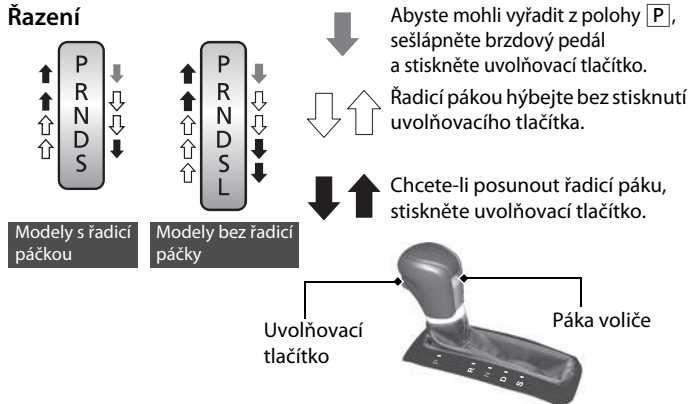 Řazení
P
R
N
D
S
P
R
N
D
S
L
Modely s řadicí
páčkou
Modely bez řadicí
páčky
Abyste mohli vyřadit z polohy P,
sešlápněte brzdový pedál
a stiskněte uvolňovací tlačítko.
Řadicí pákou hýbejte bez stisknutí
uvolňovacího tlačítka.
Chcete-li posunout řadicí páku,
stiskněte uvolňovací tlačítko.
Uvolňovací
tlačítko
Páka voliče
P R N D S